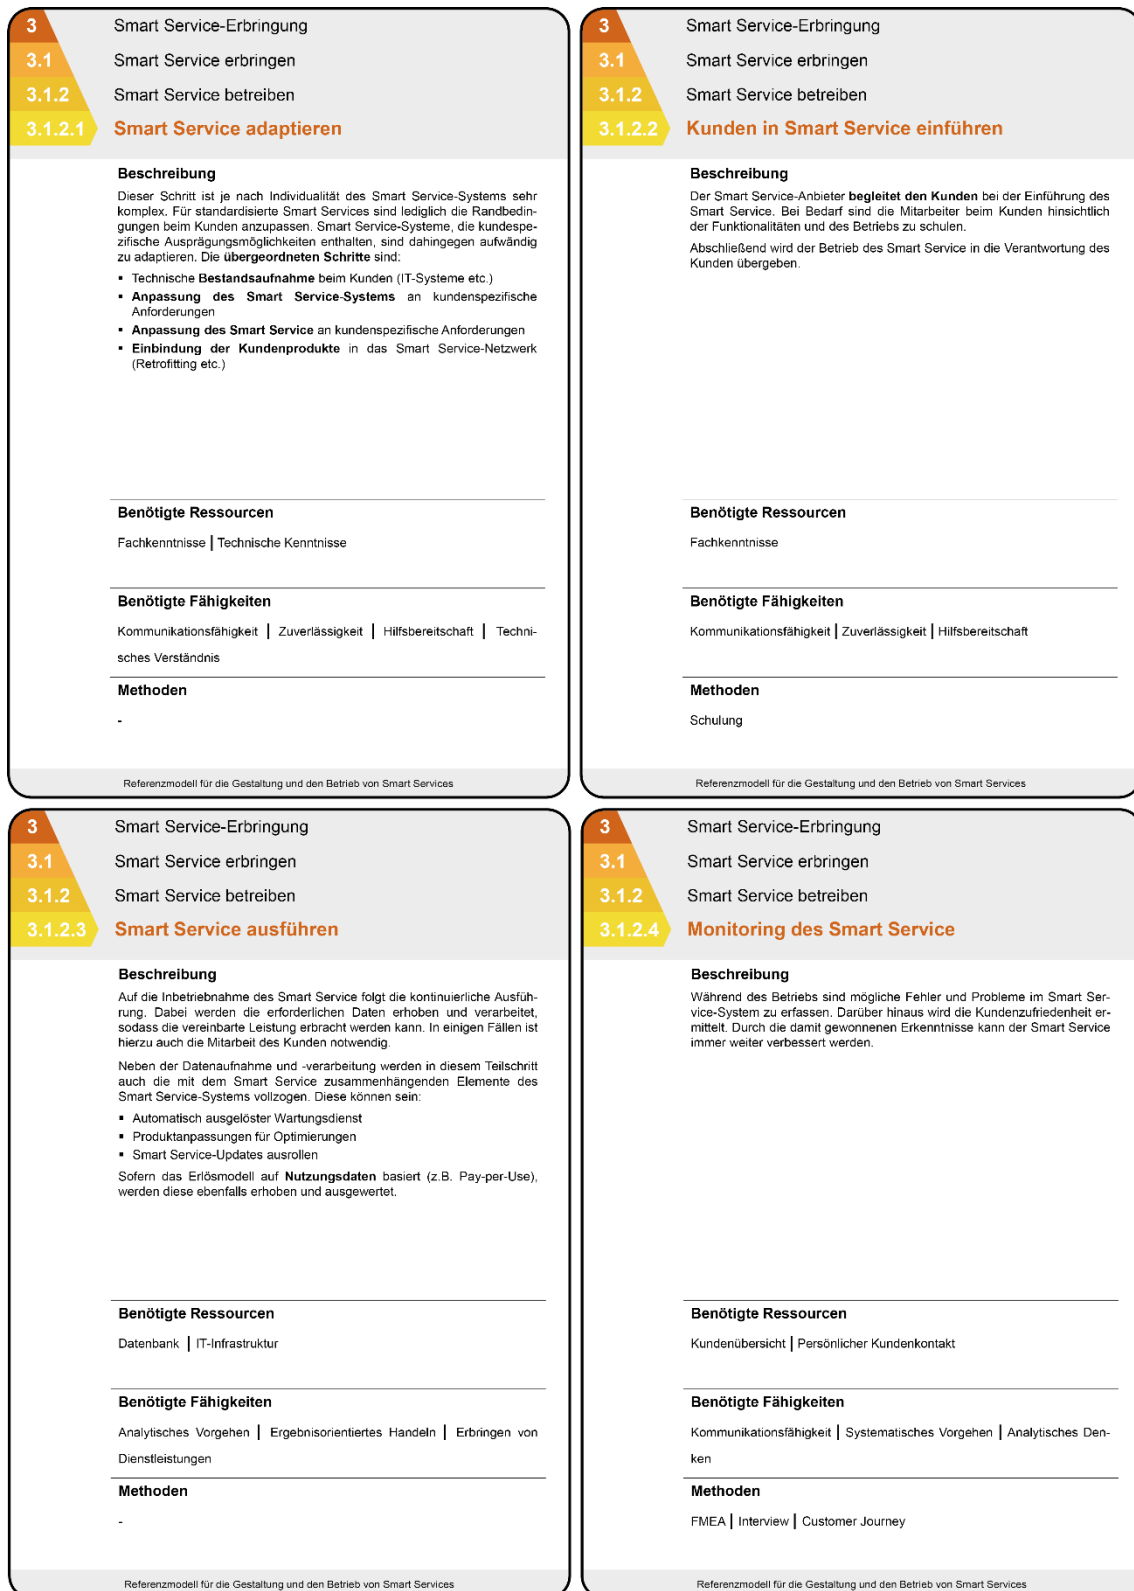 3 Smart Service-Erbringung
3.1 Smart Service erbringen
3.1.2 Smart Service betreiben
3.1.2.1 Smart Service adaptieren
Beschreibung
Dieser Schritt ist je nach Individualität des Smart Service-Systems sehr
komplex. Für standardisierte Smart Services sind lediglich die Randbedin-
gungen beim Kunden anzupassen. Smart Service-Systeme, die kundespe-
zifische Ausprägungsmöglichkeiten enthalten, sind dahingegen aufwändig
zu adaptieren. Die übergeordneten Schritte sind:
▪ Technische Bestandsaufnahme beim Kunden (IT-Systeme etc.)
▪ Anpassung des Smart Service-Systems an kundenspezifische
Anforderungen
▪ Anpassung des Smart Service an kundenspezifische Anforderungen
▪ Einbindung der Kundenprodukte in das Smart Service-Netzwerk
(Retrofitting etc.)
Benötigte Ressourcen
Fachkenntnisse | Technische Kenntnisse
Benötigte Fähigkeiten
Kommunikationsfähigkeit | Zuverlässigkeit | Hilfsbereitschaft | Techni-
sches Verständnis
Methoden
-
Referenzmodell für die Gestaltung und den Betrieb von Smart Services
3 Smart Service-Erbringung
3.1 Smart Service erbringen
3.1.2 Smart Service betreiben
3.1.2.2 Kunden in Smart Service einführen
Beschreibung
Der Smart Service-Anbieter begleitet den Kunden bei der Einführung des
Smart Service. Bei Bedarf sind die Mitarbeiter beim Kunden hinsichtlich
der Funktionalitäten und des Betriebs zu schulen.
Abschließend wird der Betrieb des Smart Service in die Verantwortung des
Kunden übergeben.
Benötigte Ressourcen
Fachkenntnisse
Benötigte Fähigkeiten
Kommunikationsfähigkeit | Zuverlässigkeit | Hilfsbereitschaft
Methoden
Schulung
Referenzmodell für die Gestaltung und den Betrieb von Smart Services
3 Smart Service-Erbringung
3.1 Smart Service erbringen
3.1.2 Smart Service betreiben
3.1.2.3 Smart Service ausführen
Beschreibung
Auf die Inbetriebnahme des Smart Service folgt die kontinuierliche Ausfüh-
rung. Dabei werden die erforderlichen Daten erhoben und verarbeitet,
sodass die vereinbarte Leistung erbracht werden kann. In einigen Fällen ist
hierzu auch die Mitarbeit des Kunden notwendig.
Neben der Datenaufnahme und -verarbeitung werden in diesem Teilschritt
auch die mit dem Smart Service zusammenhängenden Elemente des
Smart Service-Systems vollzogen. Diese können sein:
▪ Automatisch ausgelöster Wartungsdienst
▪ Produktanpassungen für Optimierungen
▪ Smart Service-Updates ausrollen
Sofern das Erlösmodell auf Nutzungsdaten basiert (z.B. Pay-per-Use),
werden diese ebenfalls erhoben und ausgewertet.
Benötigte Ressourcen
Datenbank | IT-Infrastruktur
Benötigte Fähigkeiten
Analytisches Vorgehen | Ergebnisorientiertes Handeln | Erbringen von
Dienstleistungen
Methoden
-
Referenzmodell für die Gestaltung und den Betrieb von Smart Services
3 Smart Service-Erbringung
3.1 Smart Service erbringen
3.1.2 Smart Service betreiben
3.1.2.4 Monitoring des Smart Service
Beschreibung
Während des Betriebs sind mögliche Fehler und Probleme im Smart Ser-
vice-System zu erfassen. Darüber hinaus wird die Kundenzufriedenheit er-
mittelt. Durch die damit gewonnenen Erkenntnisse kann der Smart Service
immer weiter verbessert werden.
Benötigte Ressourcen
Kundenübersicht | Persönlicher Kundenkontakt
Benötigte Fähigkeiten
Kommunikationsfähigkeit | Systematisches Vorgehen | Analytisches Den-
ken
Methoden
FMEA | Interview | Customer Journey
Referenzmodell für die Gestaltung und den Betrieb von Smart Services